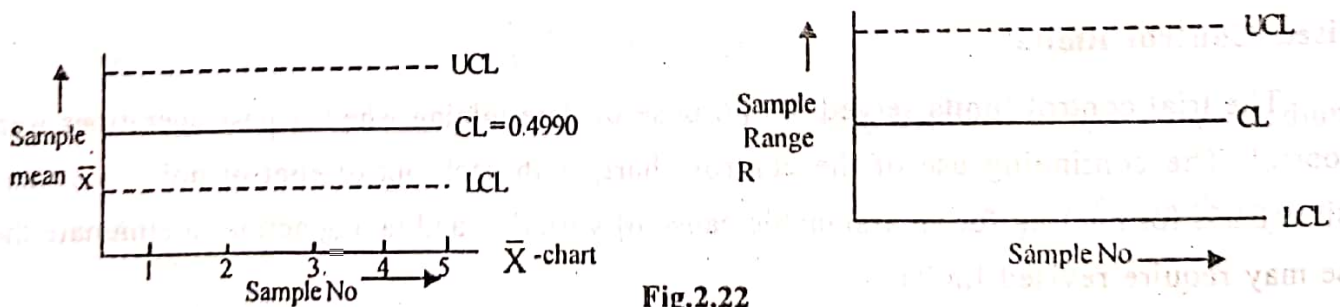 UCL
Sample
mean X̄
CL=0.4990
LCL
1 2 3 4 5
X̄ -chart
Sample No
UCL
Sample
Range
R
CL
LCL
Sample No
Fig.2.22